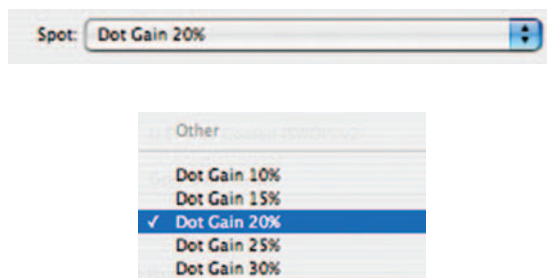 Spot: Dot Gain 20%
Other
Dot Gain 10%
Dot Gain 15%
✓ Dot Gain 20%
Dot Gain 25%
Dot Gain 30%